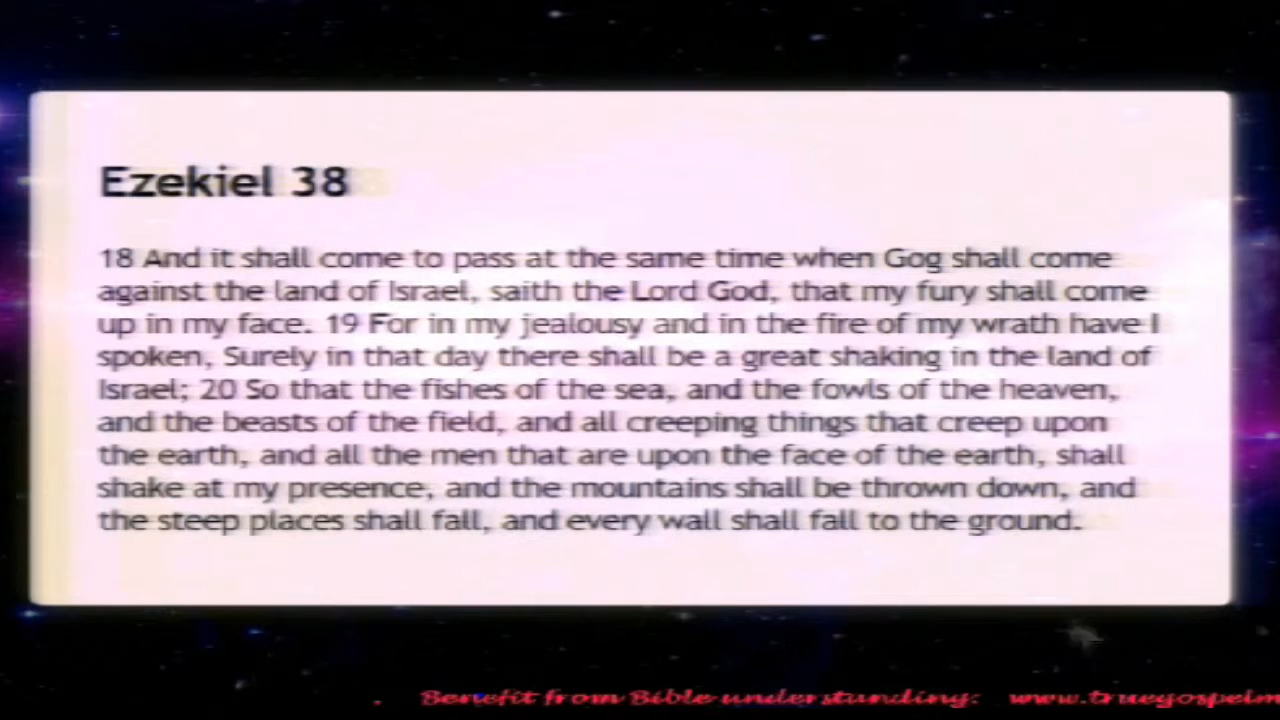 Ezekiel 38
18 And it shall come to pass at the same time when Gog shall come
against the land of Israel, saith the Lord God, that my fury shall come
up in my face. 19 For in my jealousy and in the fire of my wrath have I
spoken, Surely in that day there shall be a great shaking in the land of
Israel; 20 So that the fishes of the sea, and the fowls of the heaven,
and the beasts of the field, and all creeping things that creep upon
the earth, and all the men that are upon the face of the earth, shall
shake at my presence, and the mountains shall be thrown down, and
the steep places shall fall, and every wall shall fall to the ground.
. Benefit from Bible understanding: www.truegospelm